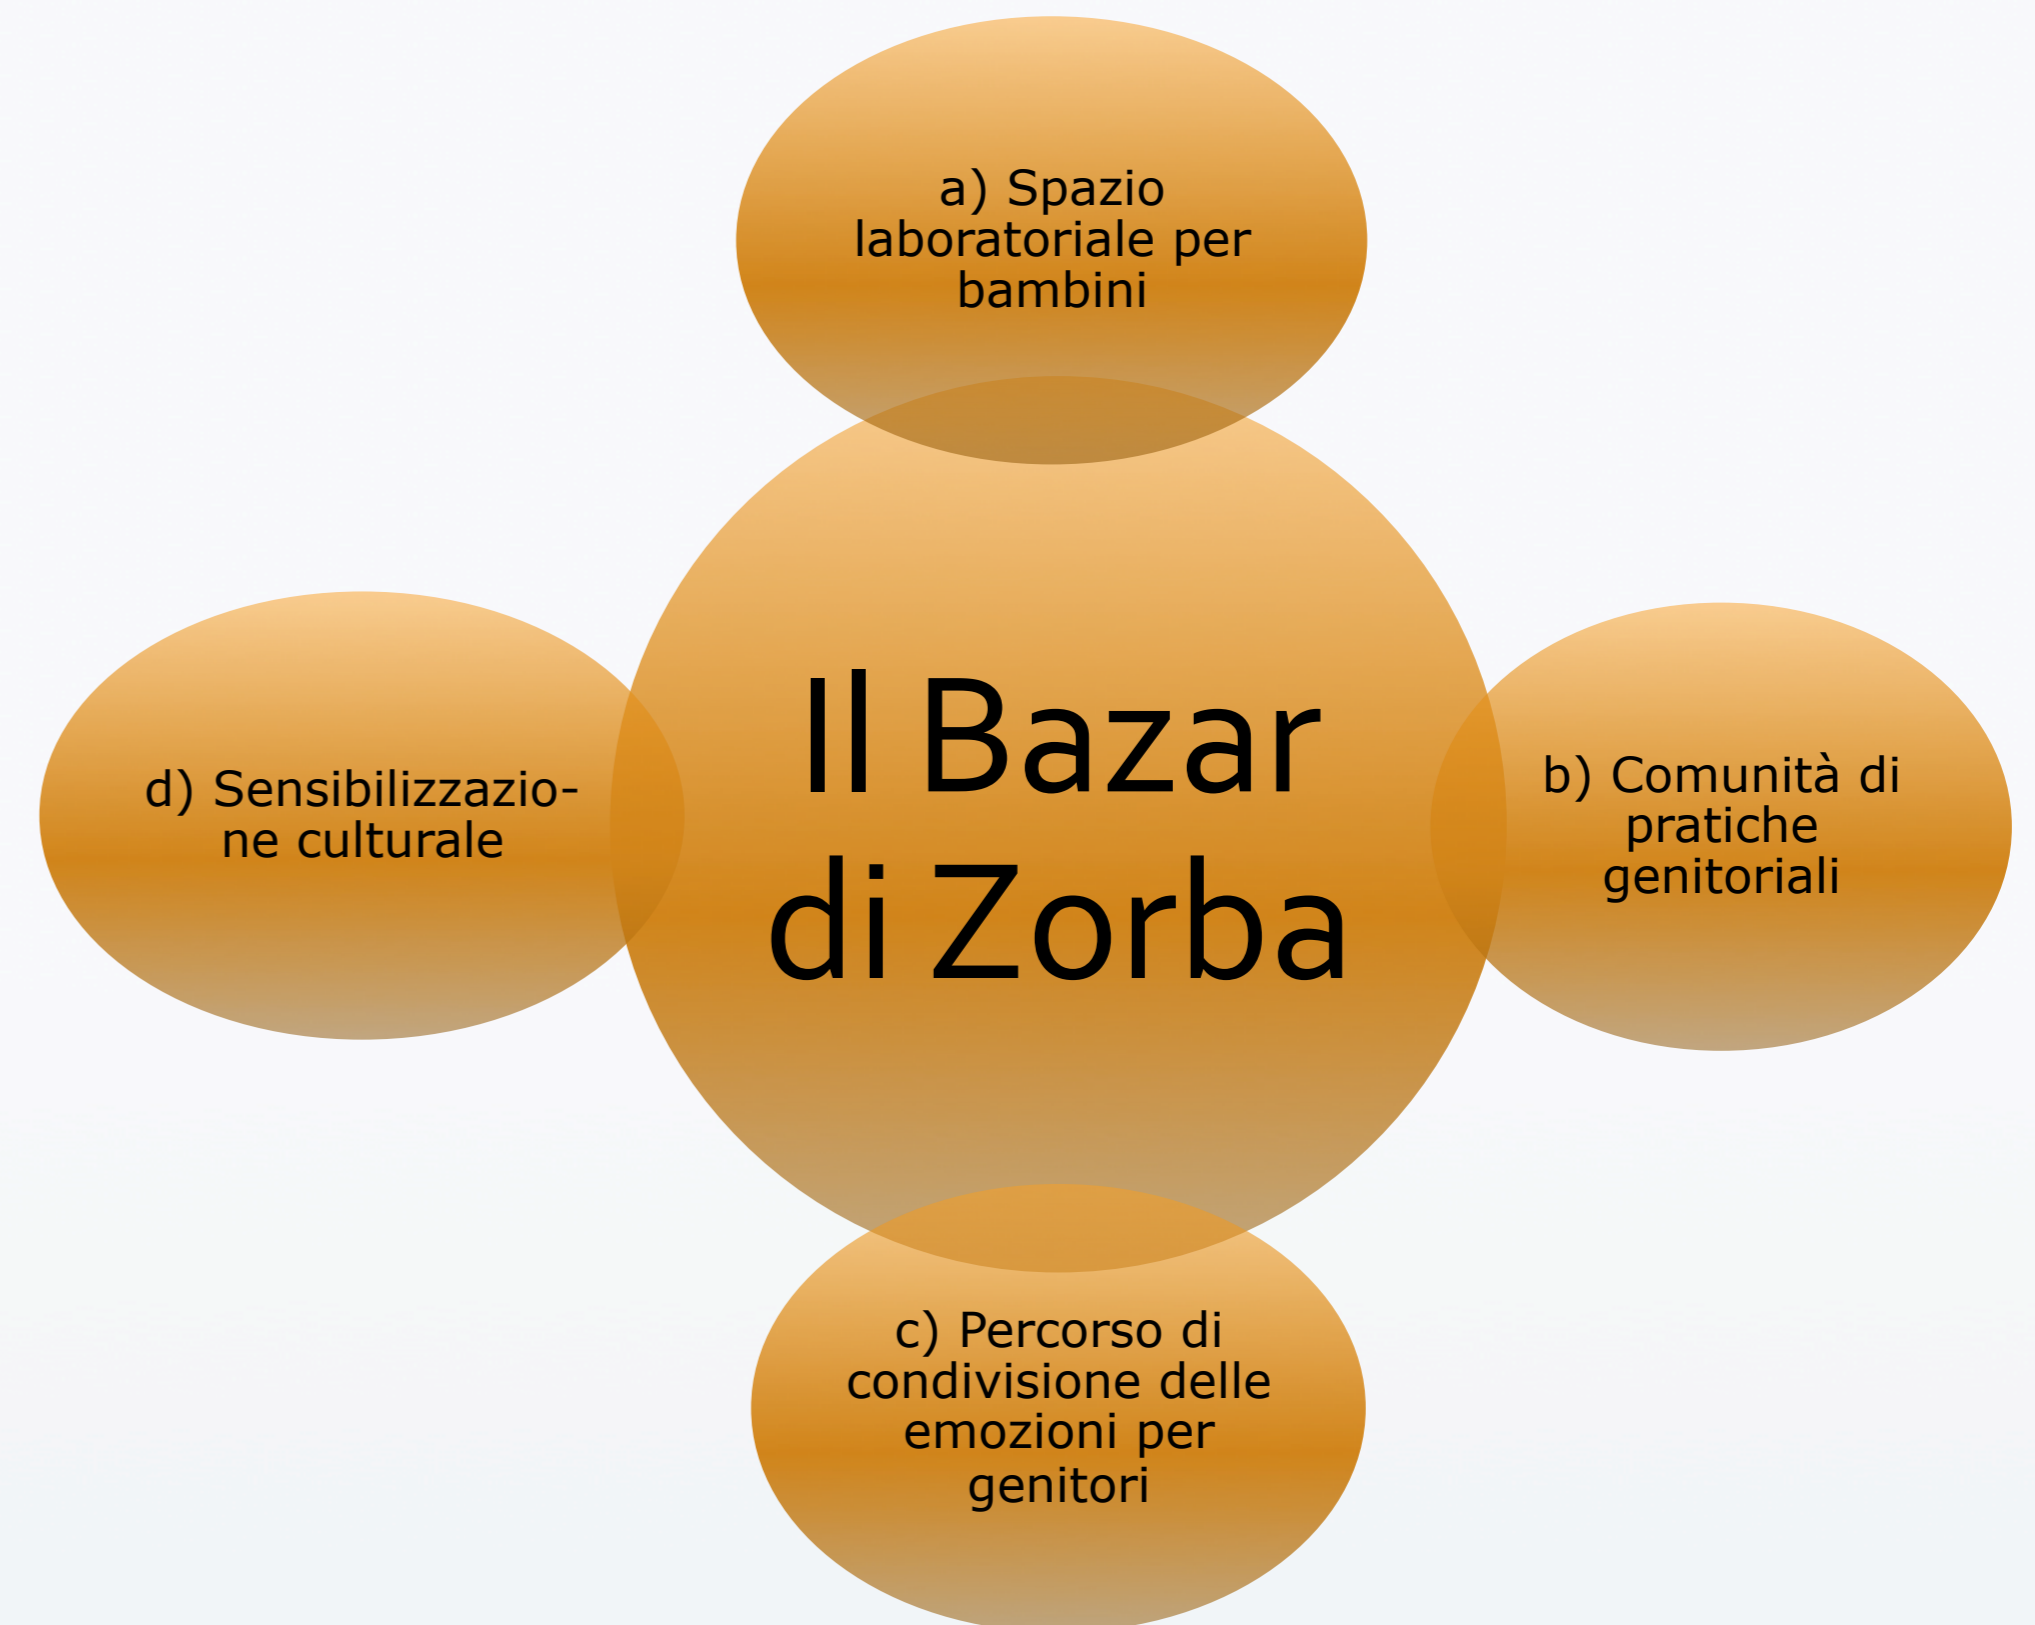 a) Spazio
laboratoriale per
bambini
Il Bazar
di Zorba
b) Comunità di
pratiche
genitoriali
c) Percorso di
condivisione delle
emozioni per
genitori
d) Sensibilizzazio-
ne culturale